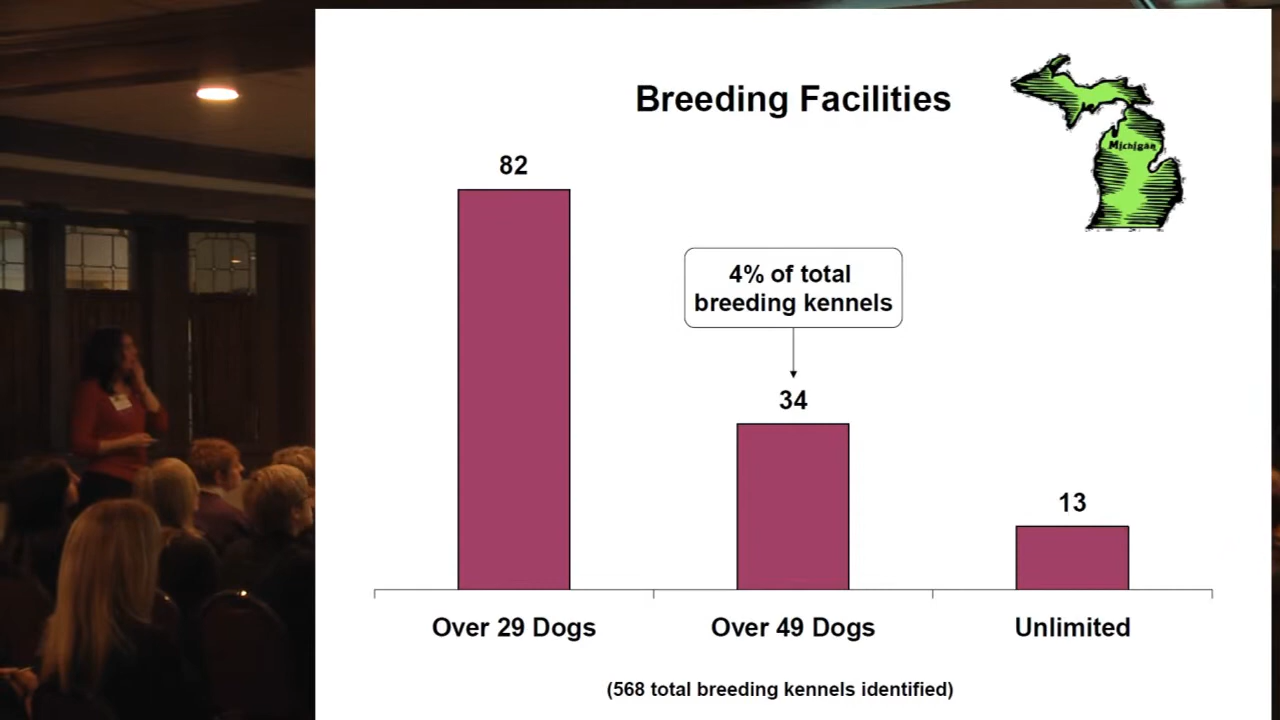 Breeding Facilities
Michigan
82
4% of total
breeding kennels
34
13
Over 29 Dogs
Over 49 Dogs
Unlimited
(568 total breeding kennels identified)